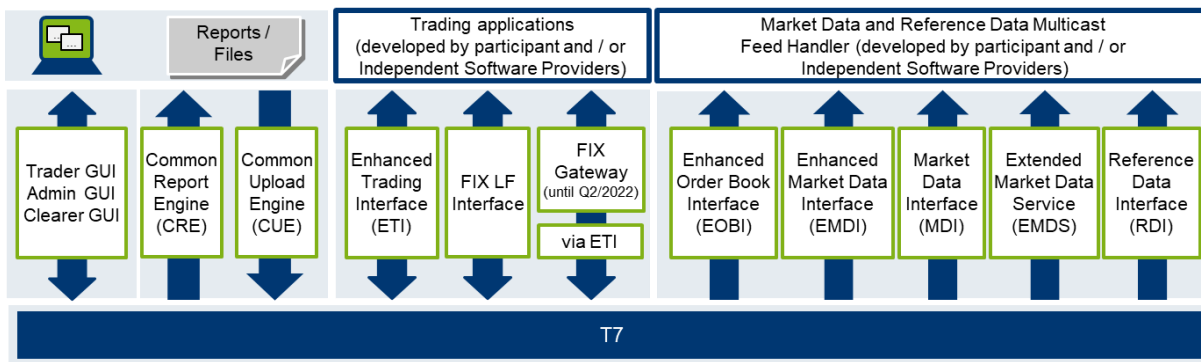 ...
...
Reports /
Files
Trading applications
(developed by participant and / or
Independent Software Providers)
Market Data and Reference Data Multicast
Feed Handler (developed by participant and / or
Independent Software Providers)
Trader GUI
Admin GUI
Clearer GUI
Common
Report
Engine
(CRE)
Common
Upload
Engine
(CUE)
Enhanced
Trading
Interface
(ETI)
FIX LF
Interface
FIX
Gateway
(until Q2/2022)
via ETI
Enhanced
Order Book
Interface
(EOBI)
Enhanced
Market Data
Interface
(EMDI)
Market
Data
Interface
(MDI)
Extended
Market Data
Service
(EMDS)
Reference
Data
Interface
(RDI)
T7